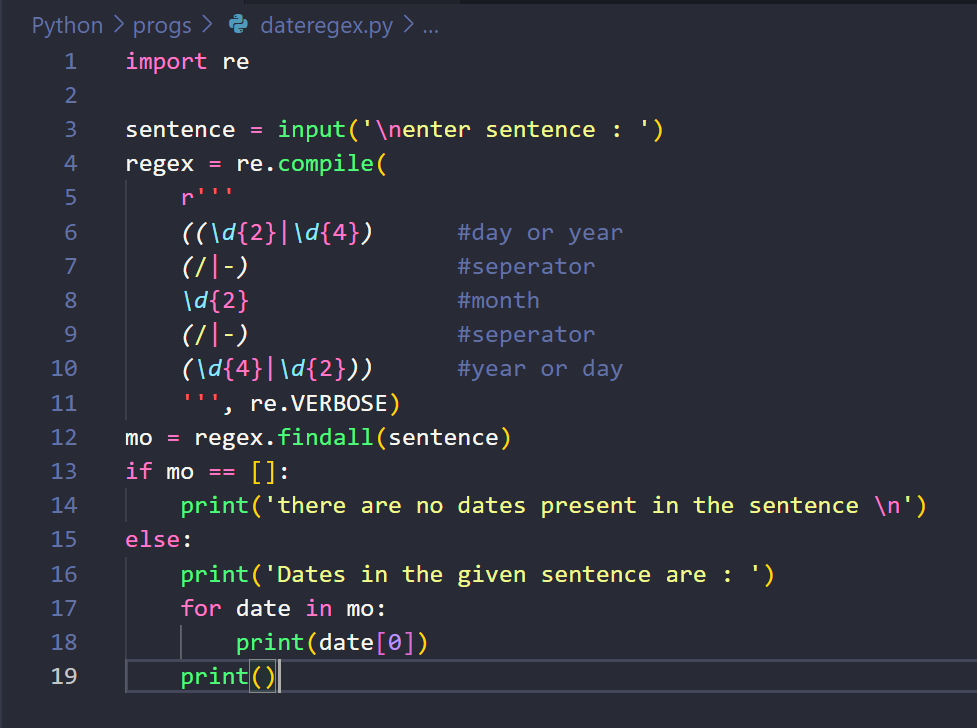 Python > progs > dateregex.py > ...
1 import re
2
3 sentence = input('\nenter sentence : ')
4 regex = re.compile(
5     r'''
6     ((\d{2}|\d{4})      #day or year
7     (/|-)               #seperator
8     \d{2}               #month
9     (/|-)               #seperator
10     (\d{4}|\d{2}))      #year or day
11     ''', re.VERBOSE)
12 mo = regex.findall(sentence)
13 if mo == []:
14     print('there are no dates present in the sentence \n')
15 else:
16     print('Dates in the given sentence are : ')
17     for date in mo:
18         print(date[0])
19     print()